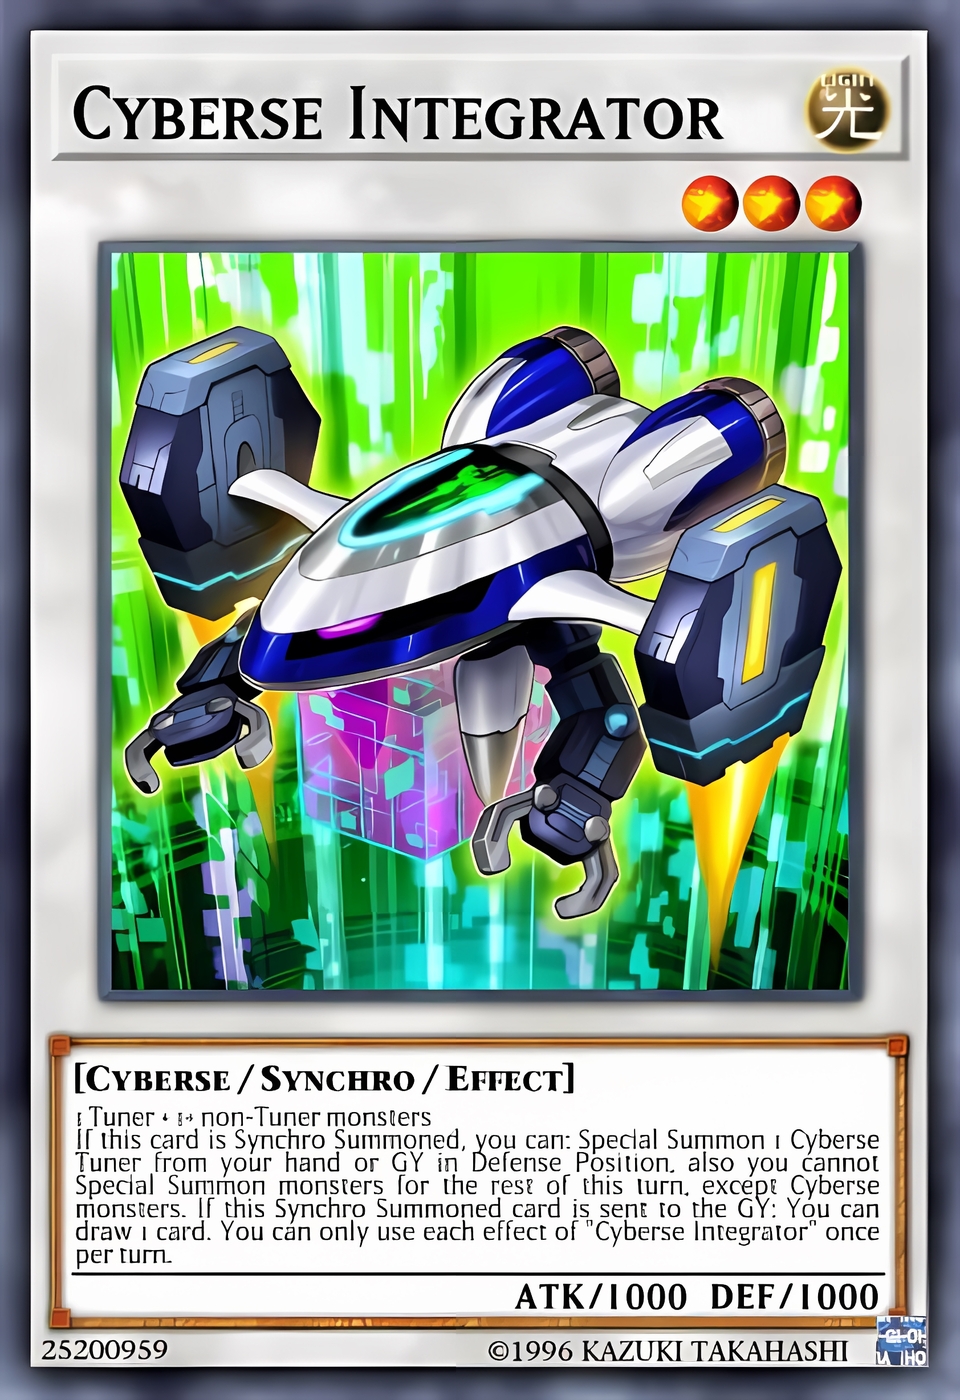 CYBERSE INTEGRATOR
光
[CYBERSE / SYNCHRO / EFFECT]
1 Tuner + 1+ non-Tuner monsters
If this card is Synchro Summoned, you can: Special Summon 1 Cyberse
Tuner from your hand or GY in Defense Position, also you cannot
Special Summon monsters for the rest of this turn, except Cyberse
monsters. If this Synchro Summoned card is sent to the GY: You can
draw 1 card. You can only use each effect of "Cyberse Integrator" once
per turn.
ATK/1000 DEF/1000
25200959
©1996 KAZUKI TAKAHASHI